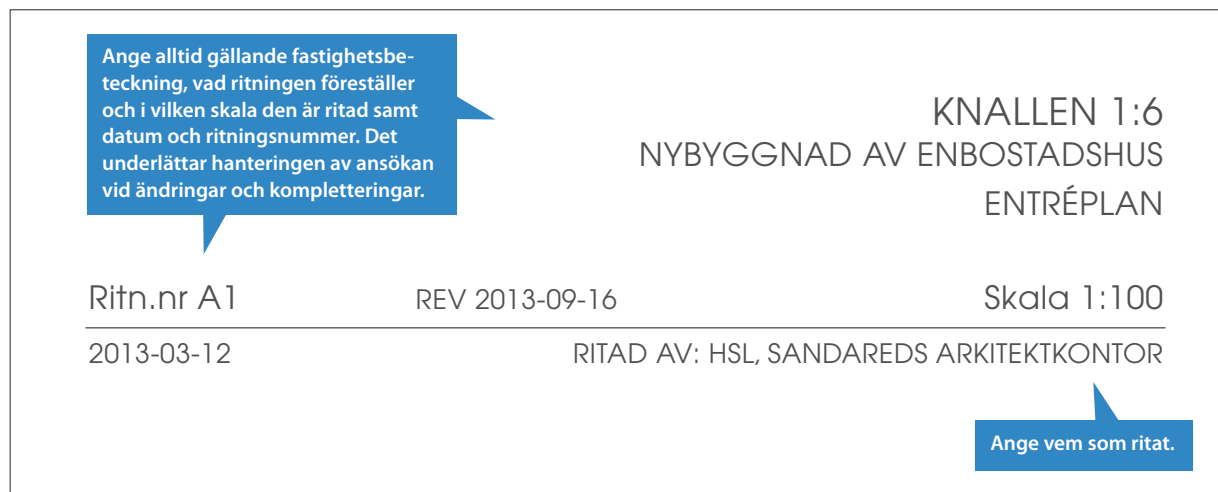 Ange alltid gällande fastighetsbe-
teckning, vad ritningen föreställer
och i vilken skala den är ritad samt
datum och ritningsnummer. Det
underlättar hanteringen av ansökan
vid ändringar och kompletteringar.
KNALLEN 1:6
NYBYGGNAD AV ENBOSTADSHUS
ENTRÉPLAN
Ritn.nr A1 REV 2013-09-16 Skala 1:100
2013-03-12 RITAD AV: HSL, SANDAREDS ARKITEKTKONTOR
Ange vem som ritat.